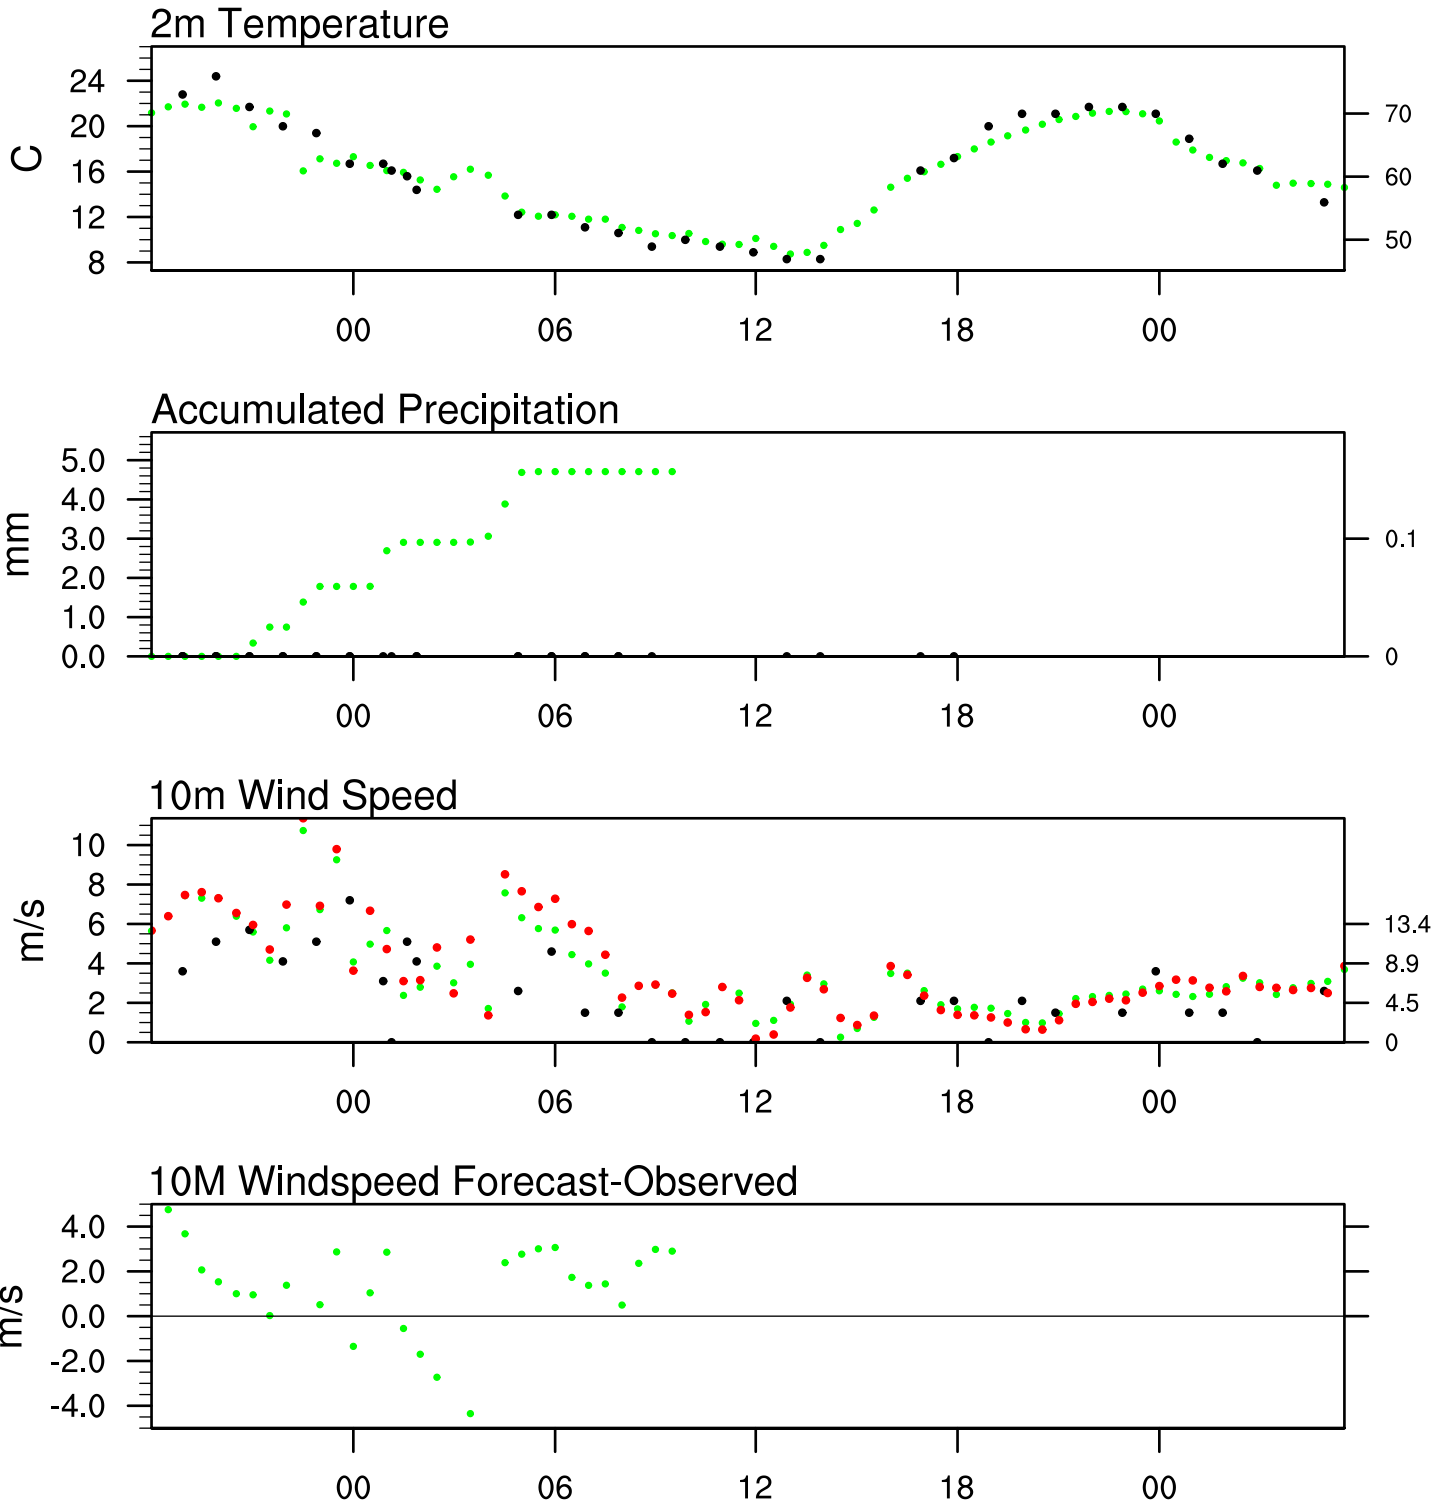 2m Temperature
C
24
20
16
12
8
70
60
50
00 06 12 18 00
Accumulated Precipitation
mm
5.0
4.0
3.0
2.0
1.0
0.0
0.1
0
00 06 12 18 00
10m Wind Speed
m/s
10
8
6
4
2
0
13.4
8.9
4.5
0
00 06 12 18 00
10M Windspeed Forecast-Observed
m/s
4.0
2.0
0.0
-2.0
-4.0
00 06 12 18 00